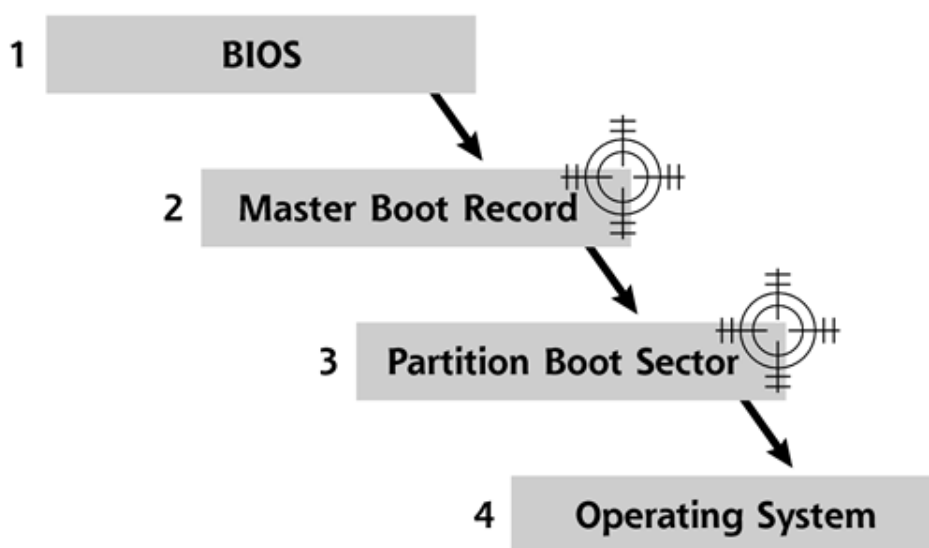 1 BIOS
2 Master Boot Record
3 Partition Boot Sector
4 Operating System